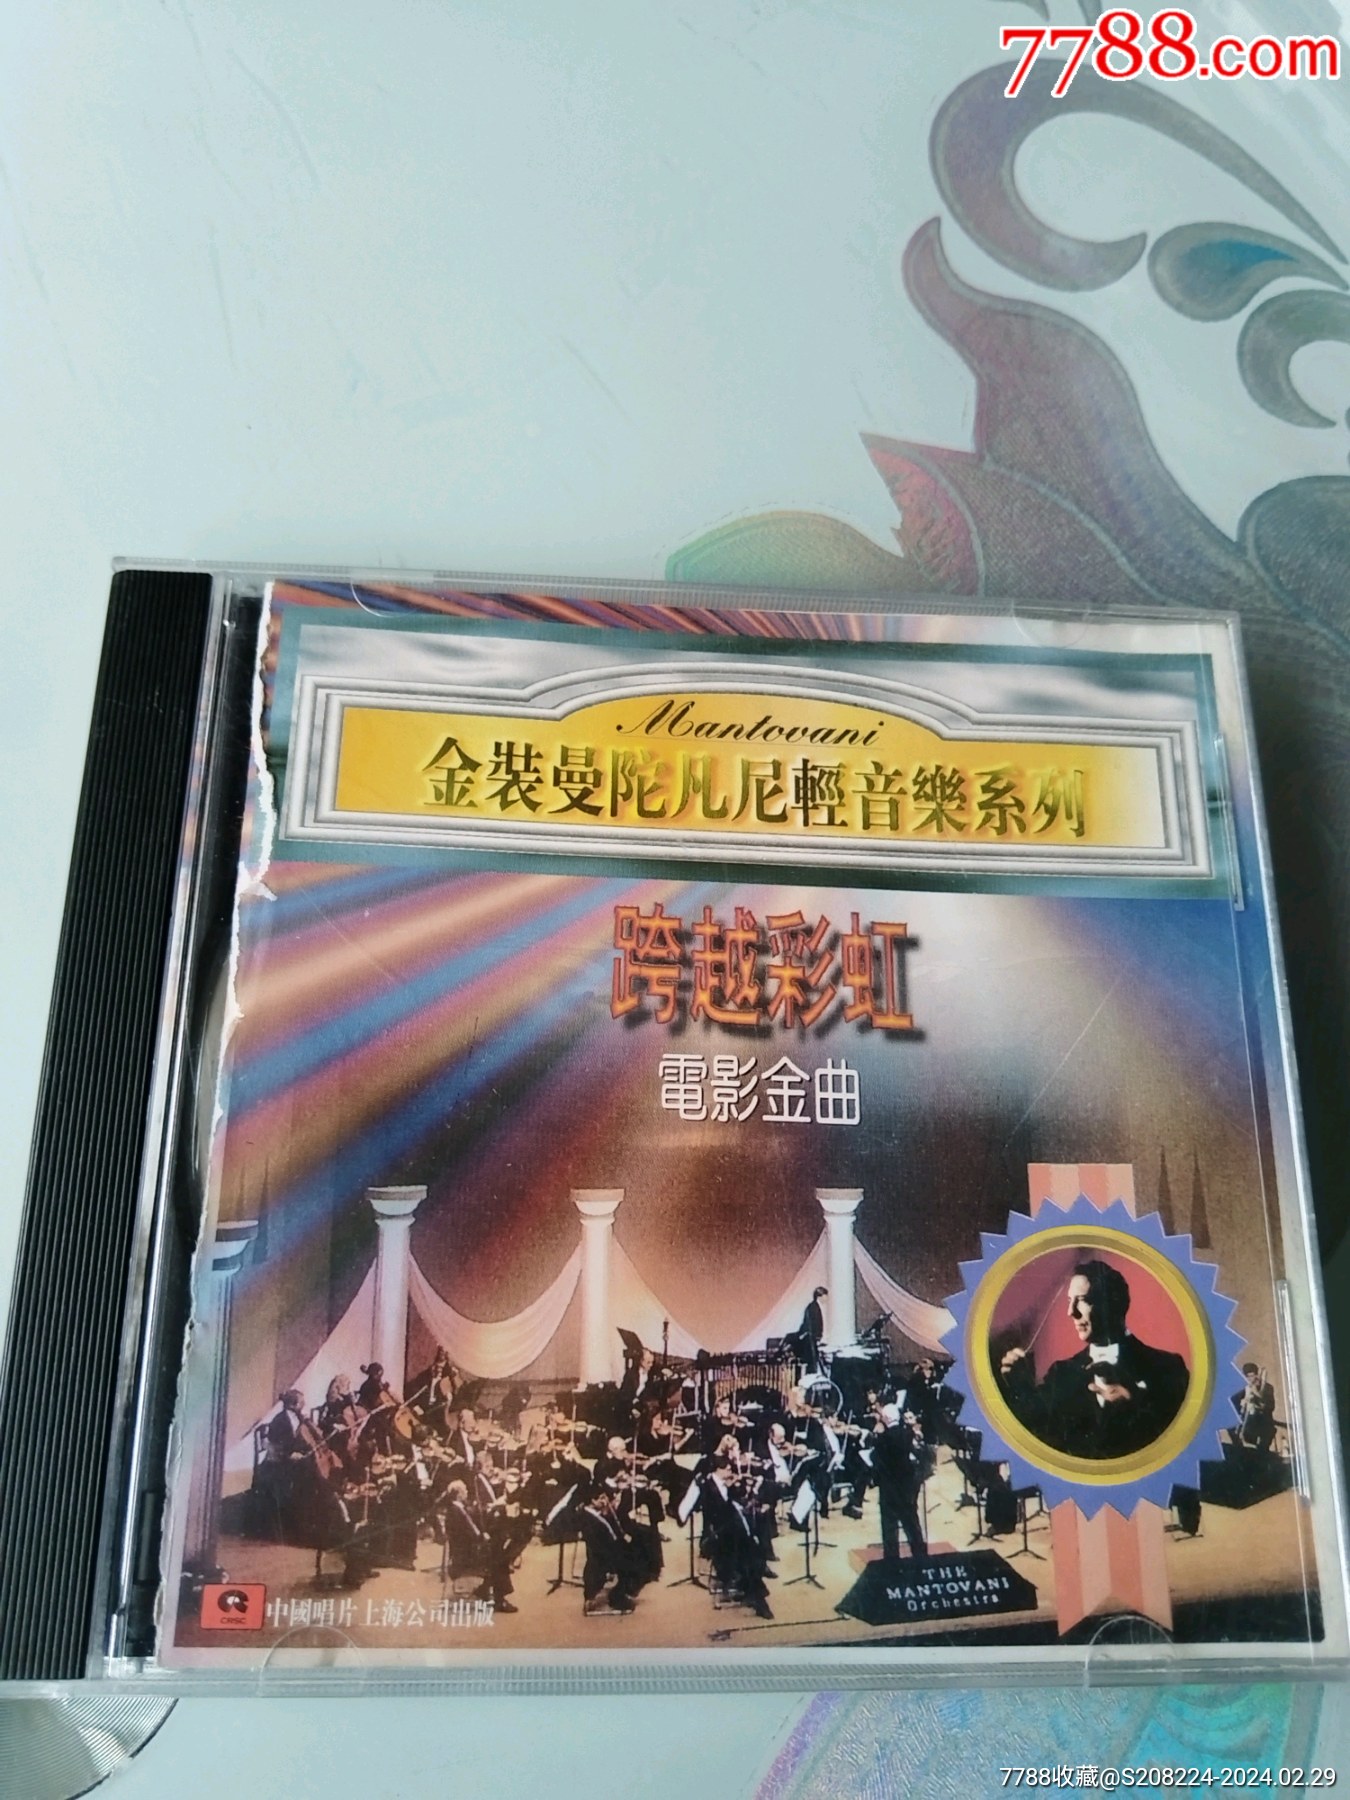 7788.com
Mantovani
金裝曼陀凡尼輕音樂系列
跨越彩虹
電影金曲
THE
MANTOVANI
Orchestra
CRSC
中國唱片上海公司出版
7788收藏@S208224-2024.02.29